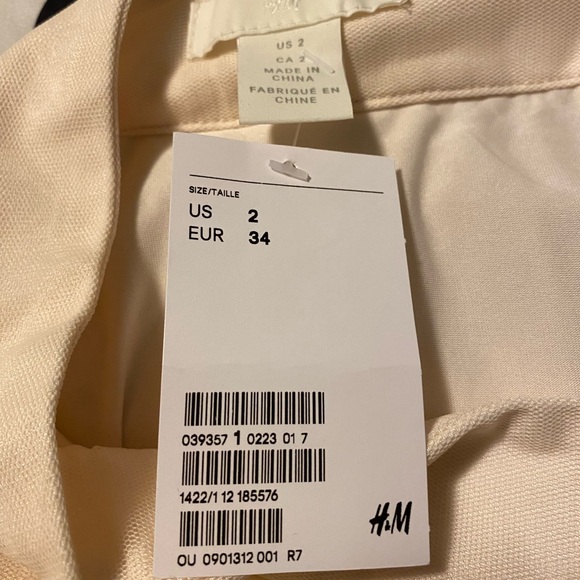 US 2
CA 2
MADE IN
CHINA
FABRIQUÉ EN
CHINE
SIZE/TAILLE
US 2
EUR 34
039357 1 0223 01 7
1422/1 12 185576
OU 0901312 001 R7
H&M